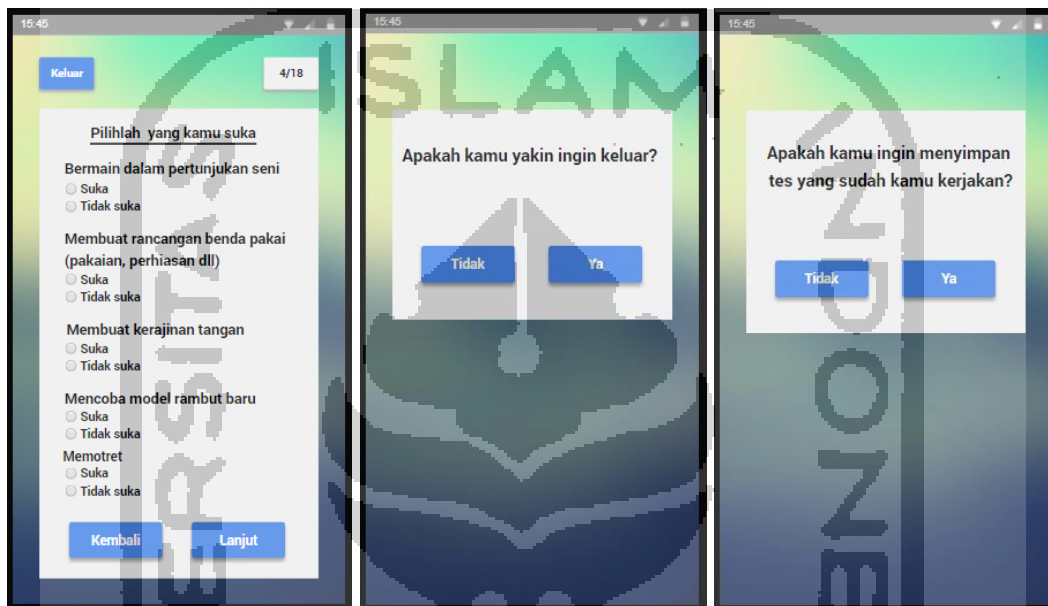 15:45
Keluar
4/18
Pilihlah yang kamu suka
Bermain dalam pertunjukan seni
Suka
Tidak suka
Membuat rancangan benda pakai
(pakaian, perhiasan dll)
Suka
Tidak suka
Membuat kerajinan tangan
Suka
Tidak suka
Mencoba model rambut baru
Suka
Tidak suka
Memotret
Suka
Tidak suka
Kembali
Lanjut
15:45
Apakah kamu yakin ingin keluar?
Tidak
Ya
15:45
Apakah kamu ingin menyimpan
tes yang sudah kamu kerjakan?
Tidak
Ya
ERSITAS
ISLAM
INDONE